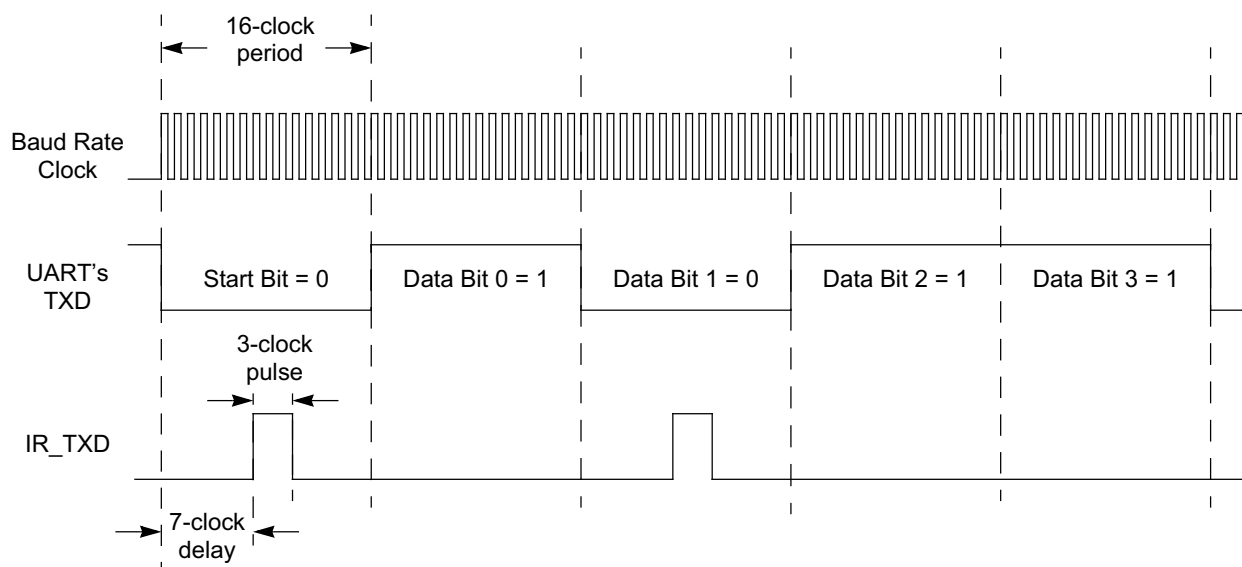 16-clock
period
Baud Rate
Clock
UART's
TXD
Start Bit = 0
Data Bit 0 = 1
Data Bit 1 = 0
Data Bit 2 = 1
Data Bit 3 = 1
3-clock
pulse
IR_TXD
7-clock
delay